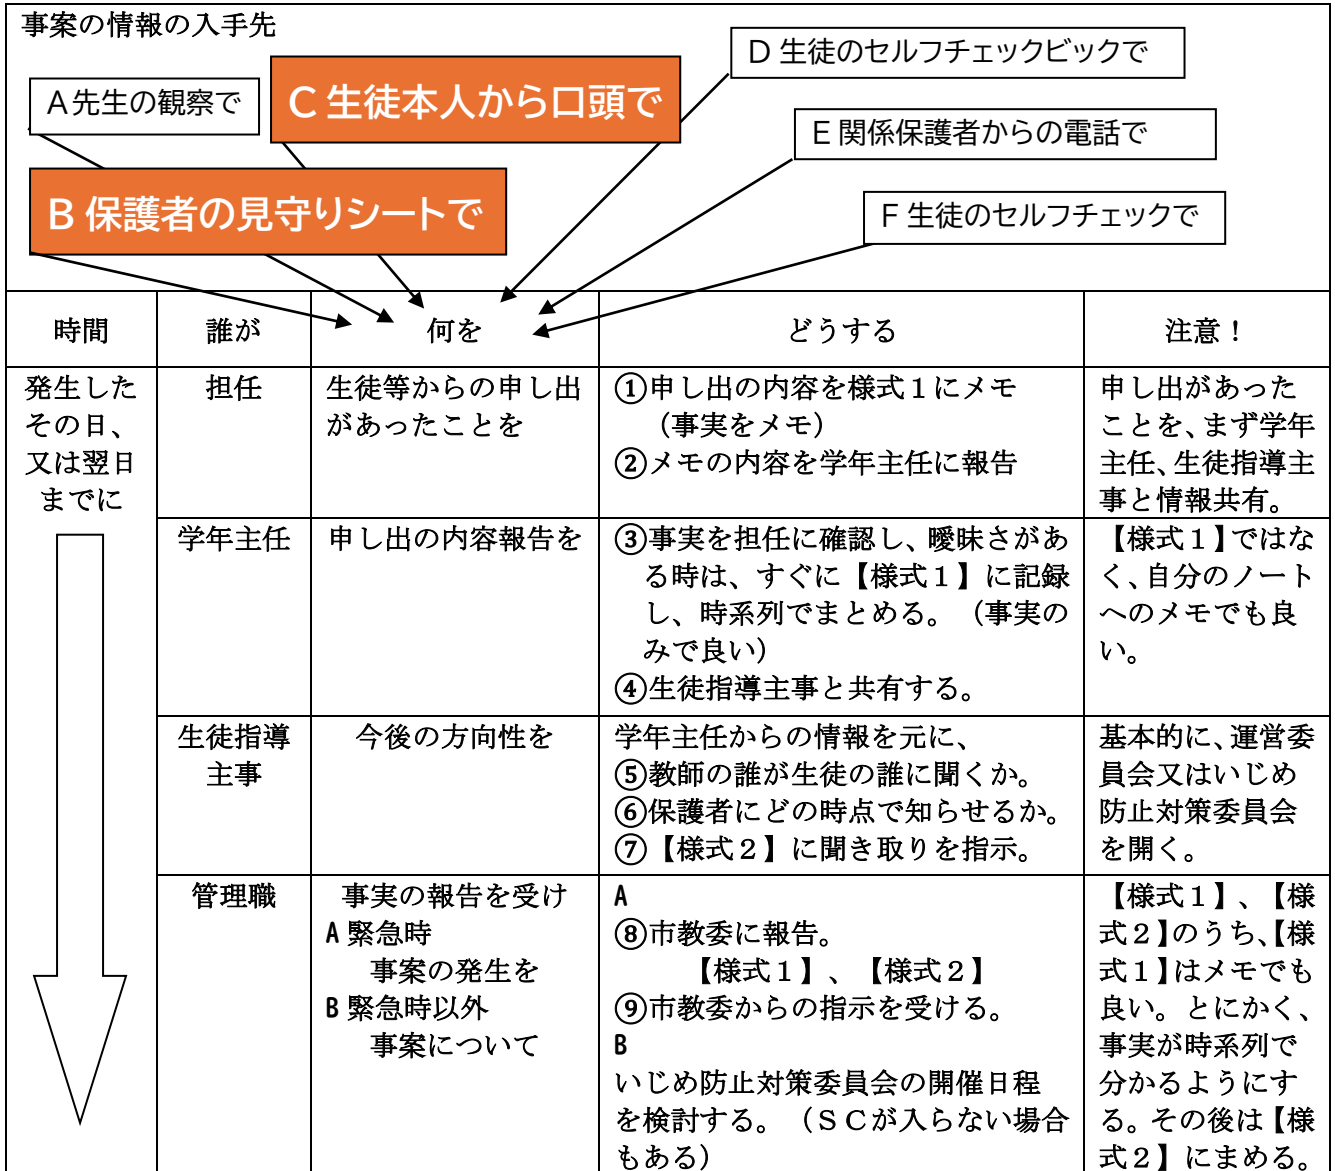 事案の情報の入手先
A先生の観察で
C 生徒本人から口頭で
D 生徒のセルフチェックビックで
E 関係保護者からの電話で
B 保護者の見守りシートで
F 生徒のセルフチェックで
時間
誰が
何を
どうする
注意！
発生した
その日、
又は翌日
までに
担任
生徒等からの申し出
があったことを
①申し出の内容を様式１にメモ
（事実をメモ）
②メモの内容を学年主任に報告
申し出があった
ことを、まず学年
主任、生徒指導主
事と情報共有。
学年主任
申し出の内容報告を
③事実を担任に確認し、曖昧さがあ
る時は、すぐに【様式１】に記録
し、時系列でまとめる。（事実の
みで良い）
④生徒指導主事と共有する。
【様式１】ではな
く、自分のノート
へのメモでも良
い。
生徒指導
主事
今後の方向性を
学年主任からの情報を元に、
⑤教師の誰が生徒の誰に聞くか。
⑥保護者にどの時点で知らせるか。
⑦【様式２】に聞き取りを指示。
基本的に、運営委
員会又はいじめ
防止対策委員会
を開く。
管理職
事実の報告を受け
A 緊急時
事案の発生を
B 緊急時以外
事案について
A
⑧市教委に報告。
【様式１】、【様式２】
⑨市教委からの指示を受ける。
B
いじめ防止対策委員会の開催日程
を検討する。（ＳＣが入らない場合
もある）
【様式１】、【様
式２】のうち、【様
式１】はメモでも
良い。とにかく、
事実が時系列で
分かるようにす
る。その後は【様
式２】にまめる。